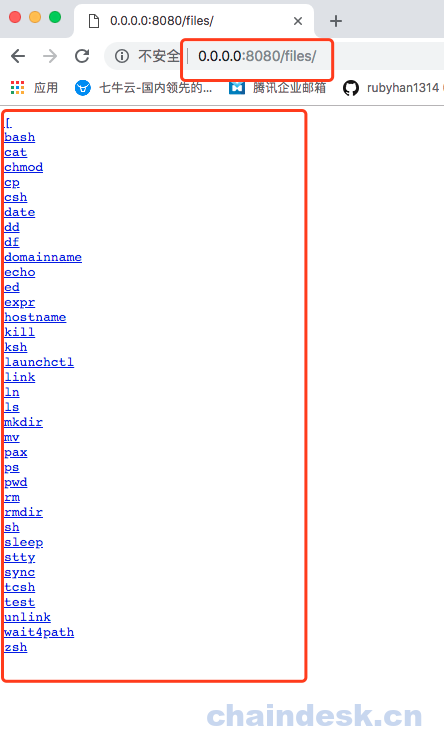 0.0.0.0:8080/files/
不安全 0.0.0.0:8080/files/
应用 七牛云-国内领先的... 腾讯企业邮箱 rubyhan1314 (
[
bash
cat
chmod
cp
csh
date
dd
df
domainname
echo
ed
expr
hostname
kill
ksh
launchctl
link
ln
ls
mkdir
mv
pax
ps
pwd
rm
rmdir
sh
sleep
stty
sync
tcsh
test
unlink
wait4path
zsh
chaindesk.cn